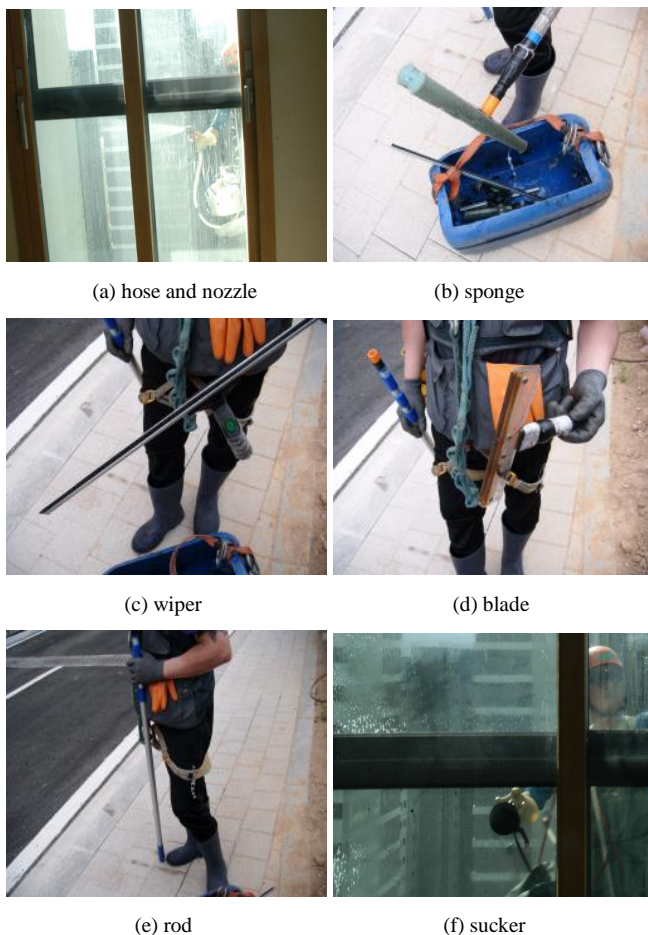 (a) hose and nozzle
(b) sponge
(c) wiper
(d) blade
(e) rod
(f) sucker